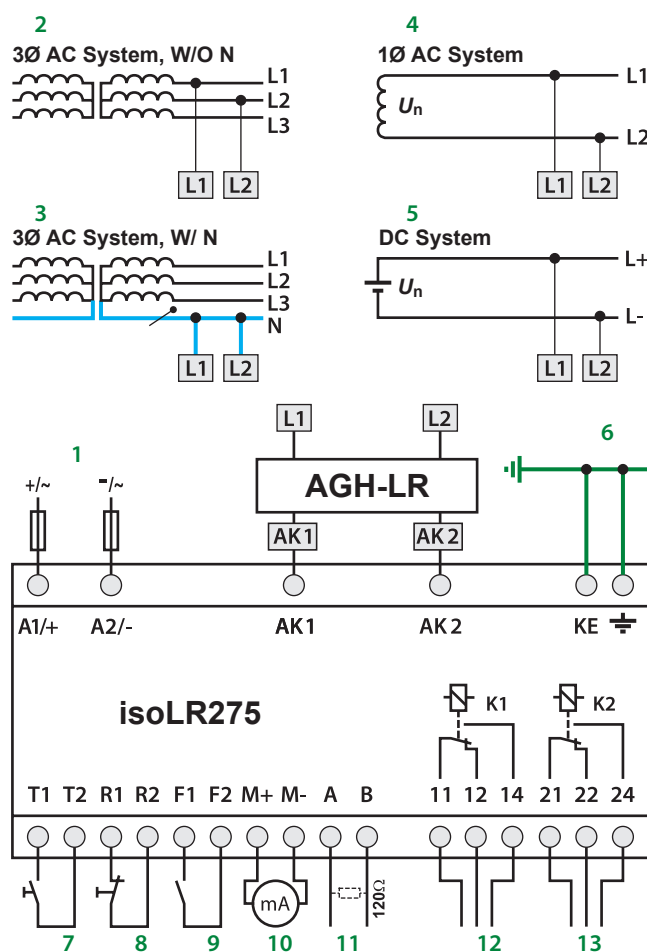 2
3Ø AC System, W/O N
L1
L2
L3
L1 L2
4
1Ø AC System
L1
Un
L2
L1 L2
3
3Ø AC System, W/ N
L1
L2
L3
N
L1 L2
5
DC System
L+
Un
L-
L1 L2
1
+/~ -/~
L1 L2
AGH-LR
AK1 AK2
6
A1/+ A2/- AK1 AK2 KE
isoLR275
K1 K2
T1 T2 R1 R2 F1 F2 M+ M- A B 11 12 14 21 22 24
mA
120Ω
7 8 9 10 11 12 13